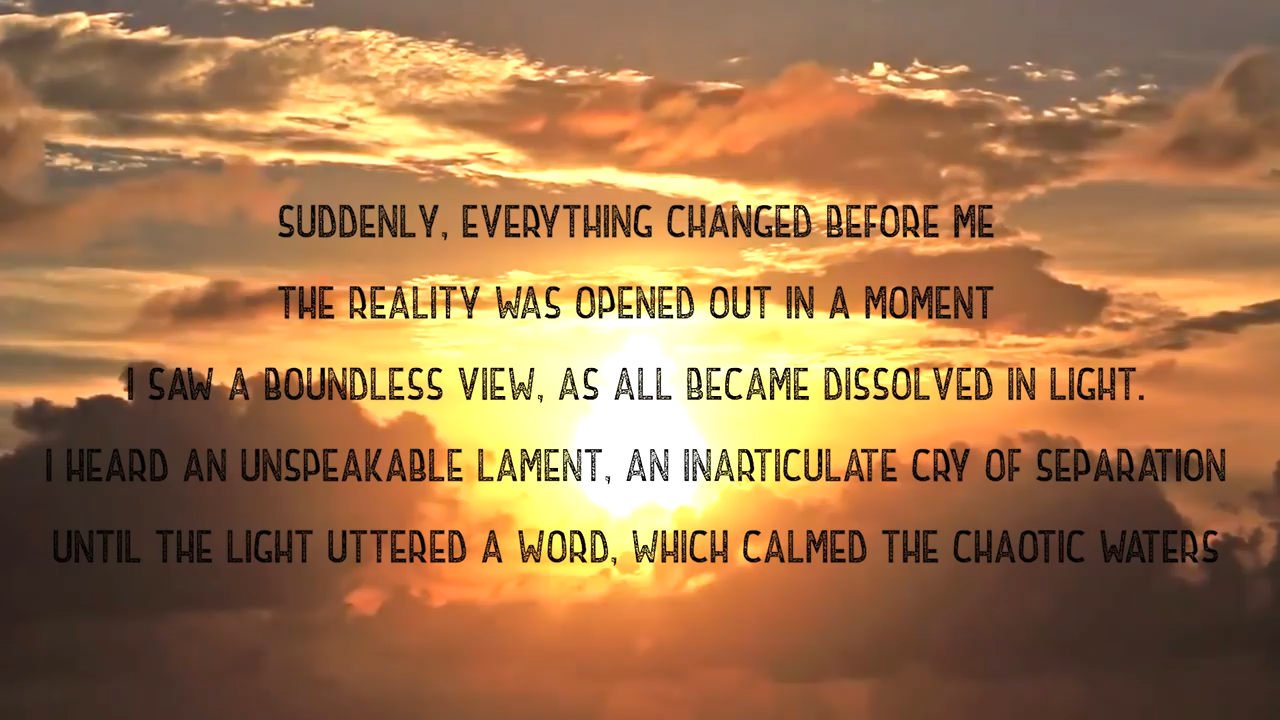 SUDDENLY, EVERYTHING CHANGED BEFORE ME
THE REALITY WAS OPENED OUT IN A MOMENT
I SAW A BOUNDLESS VIEW, AS ALL BECAME DISSOLVED IN LIGHT.
I HEARD AN UNSPEAKABLE LAMENT, AN INARTICULATE CRY OF SEPARATION
UNTIL THE LIGHT UTTERED A WORD, WHICH CALMED THE CHAOTIC WATERS